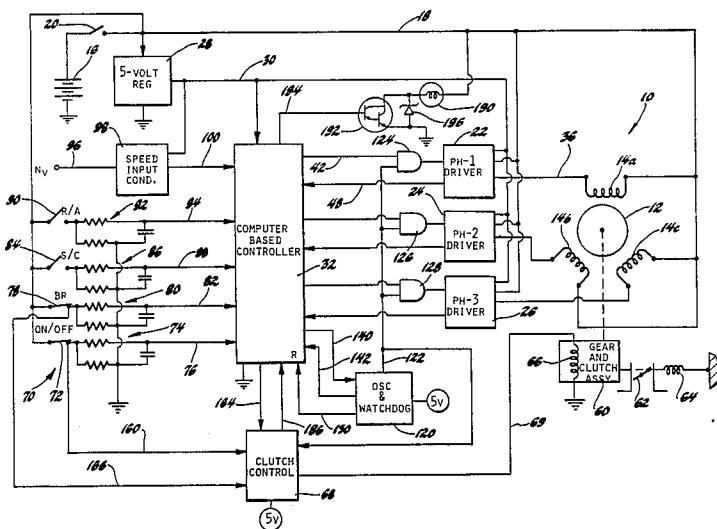 20
18
16
5-VOLT
REG
28
30
194
190
192
196
10
98
124
22
96
100
42
PH-1
DRIVER
36
14a
Nv
SPEED
INPUT
COND.
48
24
12
90
R/A
92
94
COMPUTER
BASED
CONTROLLER
32
PH-2
DRIVER
14b
14c
84
S/C
86
88
126
78
BR
80
82
128
PH-3
DRIVER
26
ON/OFF
74
140
66
GEAR
AND
CLUTCH
ASSY.
60
62
64
76
R
142
122
70
72
OSC
&
WATCHDOG
5V
120
184
186
130
69
160
188
CLUTCH
CONTROL
68
5V